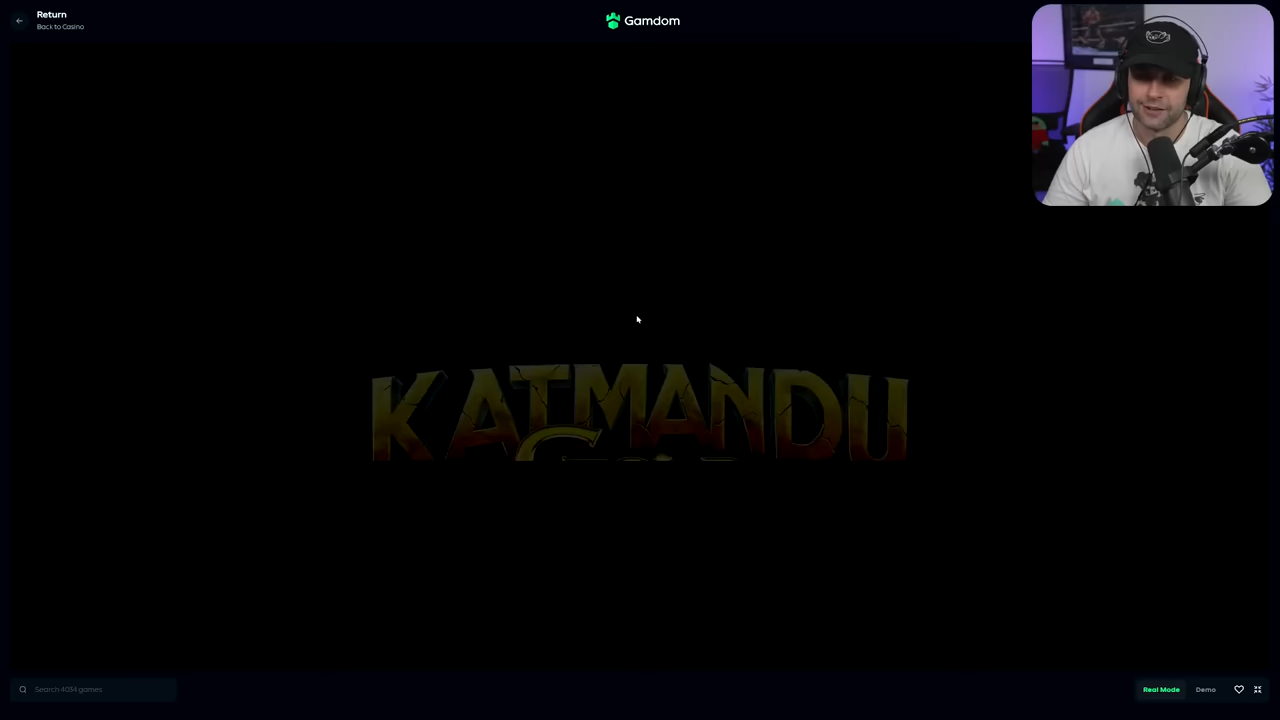 Return
Back to Casino
Gamdom
KATMANDU
Search 4034 games
Real Mode
Demo